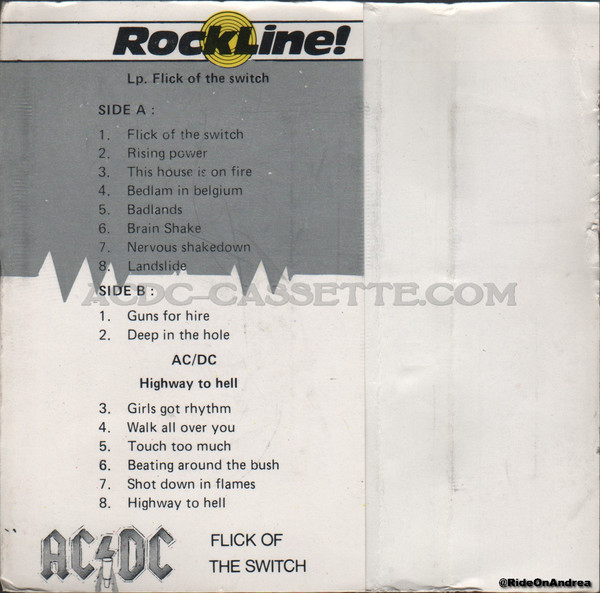 RockLine!
Lp. Flick of the switch
SIDE A :
1. Flick of the switch
2. Rising power
3. This house is on fire
4. Bedlam in belgium
5. Badlands
6. Brain Shake
7. Nervous shakedown
8. Landslide
ACDC-CASSETTE.COM
SIDE B :
1. Guns for hire
2. Deep in the hole
AC/DC
Highway to hell
3. Girls got rhythm
4. Walk all over you
5. Touch too much
6. Beating around the bush
7. Shot down in flames
8. Highway to hell
AC/DC FLICK OF
THE SWITCH
@RideOnAndrea